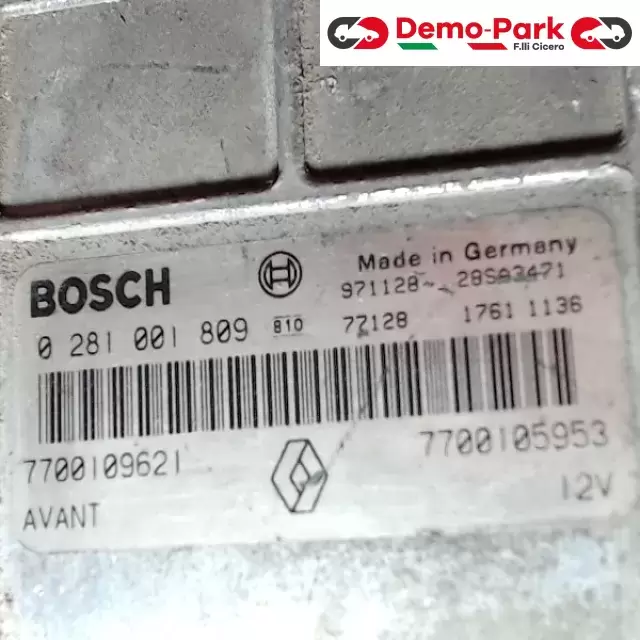 Demo-Park
F.lli Cicero
BOSCH
Made in Germany
971128- 28S03471
0 281 001 809 810 77128 1761 1136
7700109621 7700105953
AVANT 12V